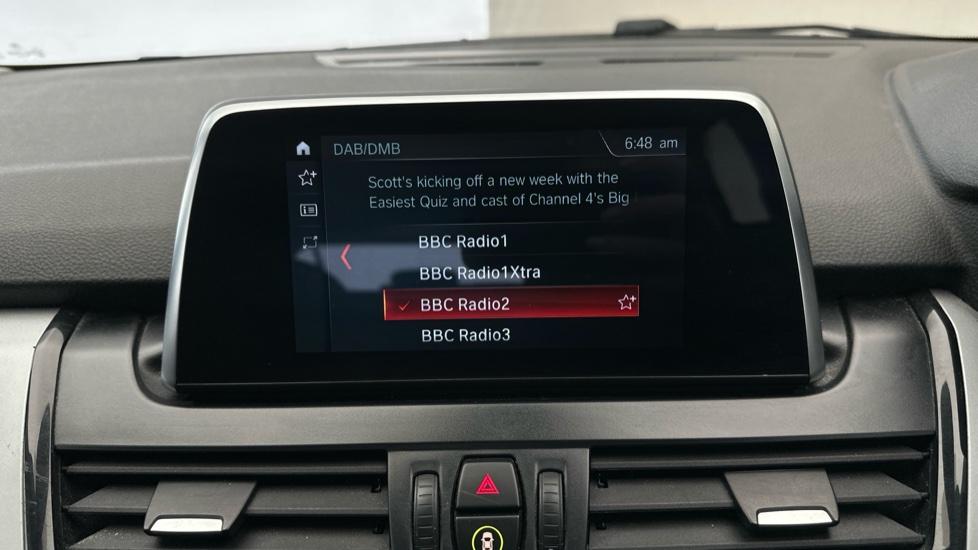 DAB/DMB
6:48 am
Scott's kicking off a new week with the
Easiest Quiz and cast of Channel 4's Big
BBC Radio1
BBC Radio1Xtra
BBC Radio2
BBC Radio3